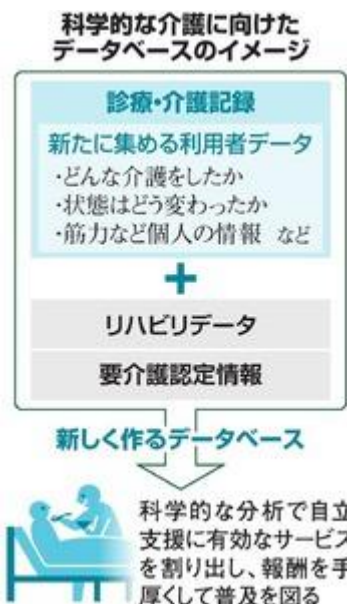 科学的な介護に向けた
データベースのイメージ
診療・介護記録
新たに集める利用者データ
・どんな介護をしたか
・状態はどう変わったか
・筋力など個人の情報 など
+
リハビリデータ
要介護認定情報
新しく作るデータベース
科学的な分析で自立
支援に有効なサービス
を割り出し、報酬を手
厚くして普及を図る